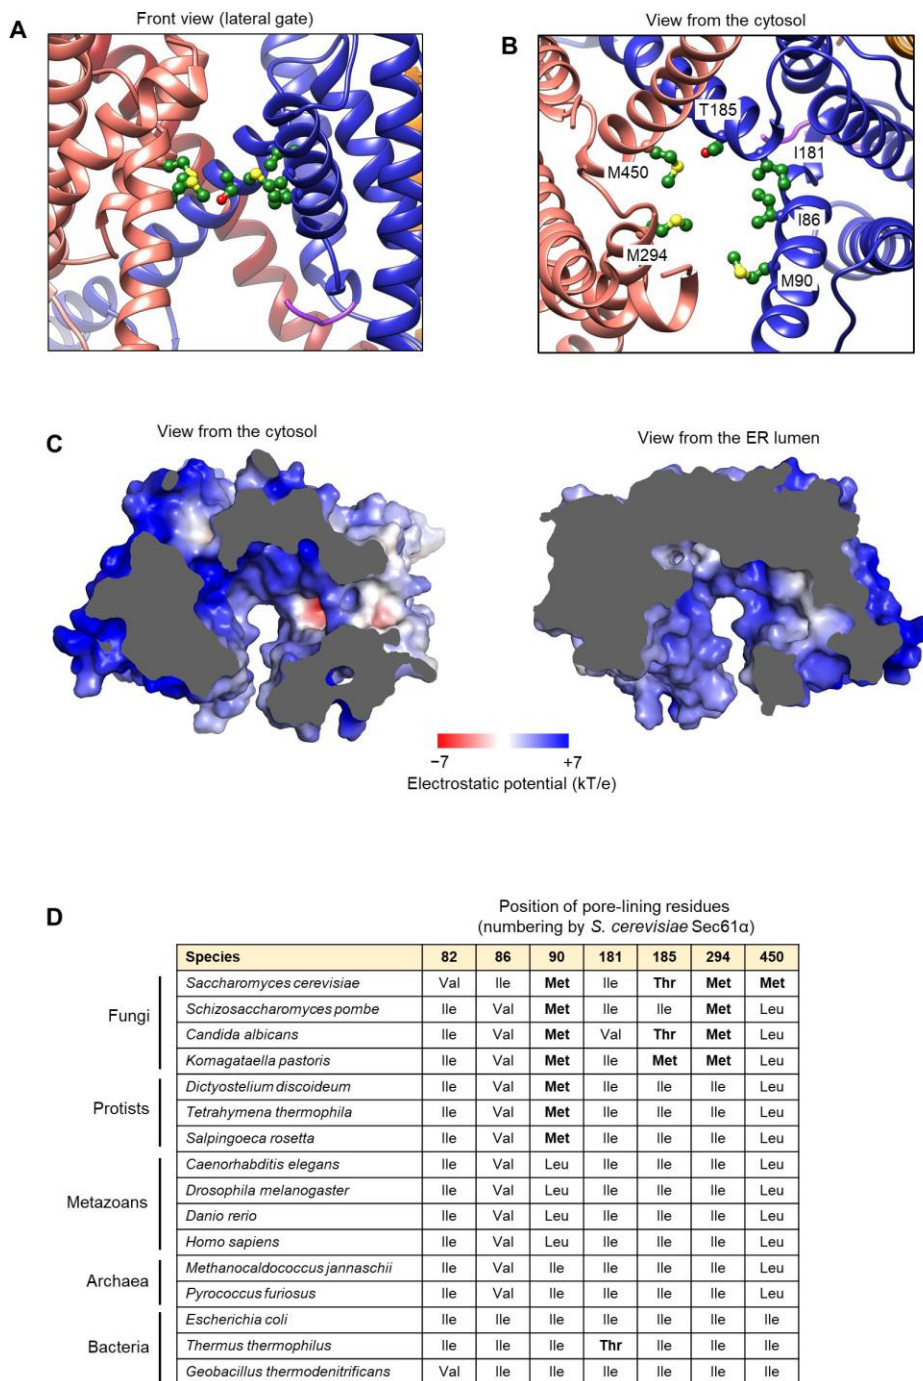 A
Front view (lateral gate)
B
View from the cytosol
T185
M450
I181
I86
M294
M90
C
View from the cytosol
View from the ER lumen
−7
+7
Electrostatic potential (kT/e)
D
Position of pore-lining residues
(numbering by S. cerevisiae Sec61α)
Species 82 86 90 181 185 294 450
Fungi
Saccharomyces cerevisiae Val Ile Met Ile Thr Met Met
Schizosaccharomyces pombe Ile Val Met Ile Ile Met Leu
Candida albicans Ile Val Met Val Thr Met Leu
Komagataella pastoris Ile Val Met Ile Met Met Leu
Protists
Dictyostelium discoideum Ile Val Met Ile Ile Ile Leu
Tetrahymena thermophila Ile Val Met Ile Ile Ile Leu
Salpingoeca rosetta Ile Val Met Ile Ile Ile Leu
Metazoans
Caenorhabditis elegans Ile Val Leu Ile Ile Ile Leu
Drosophila melanogaster Ile Val Leu Ile Ile Ile Leu
Danio rerio Ile Val Leu Ile Ile Ile Leu
Homo sapiens Ile Val Leu Ile Ile Ile Leu
Archaea
Methanocaldococcus jannaschii Ile Val Ile Ile Ile Ile Leu
Pyrococcus furiosus Ile Val Ile Ile Ile Ile Leu
Bacteria
Escherichia coli Ile Ile Ile Ile Ile Ile Ile
Thermus thermophilus Ile Ile Ile Thr Ile Ile Ile
Geobacillus thermodenitrificans Val Ile Ile Ile Ile Ile Ile